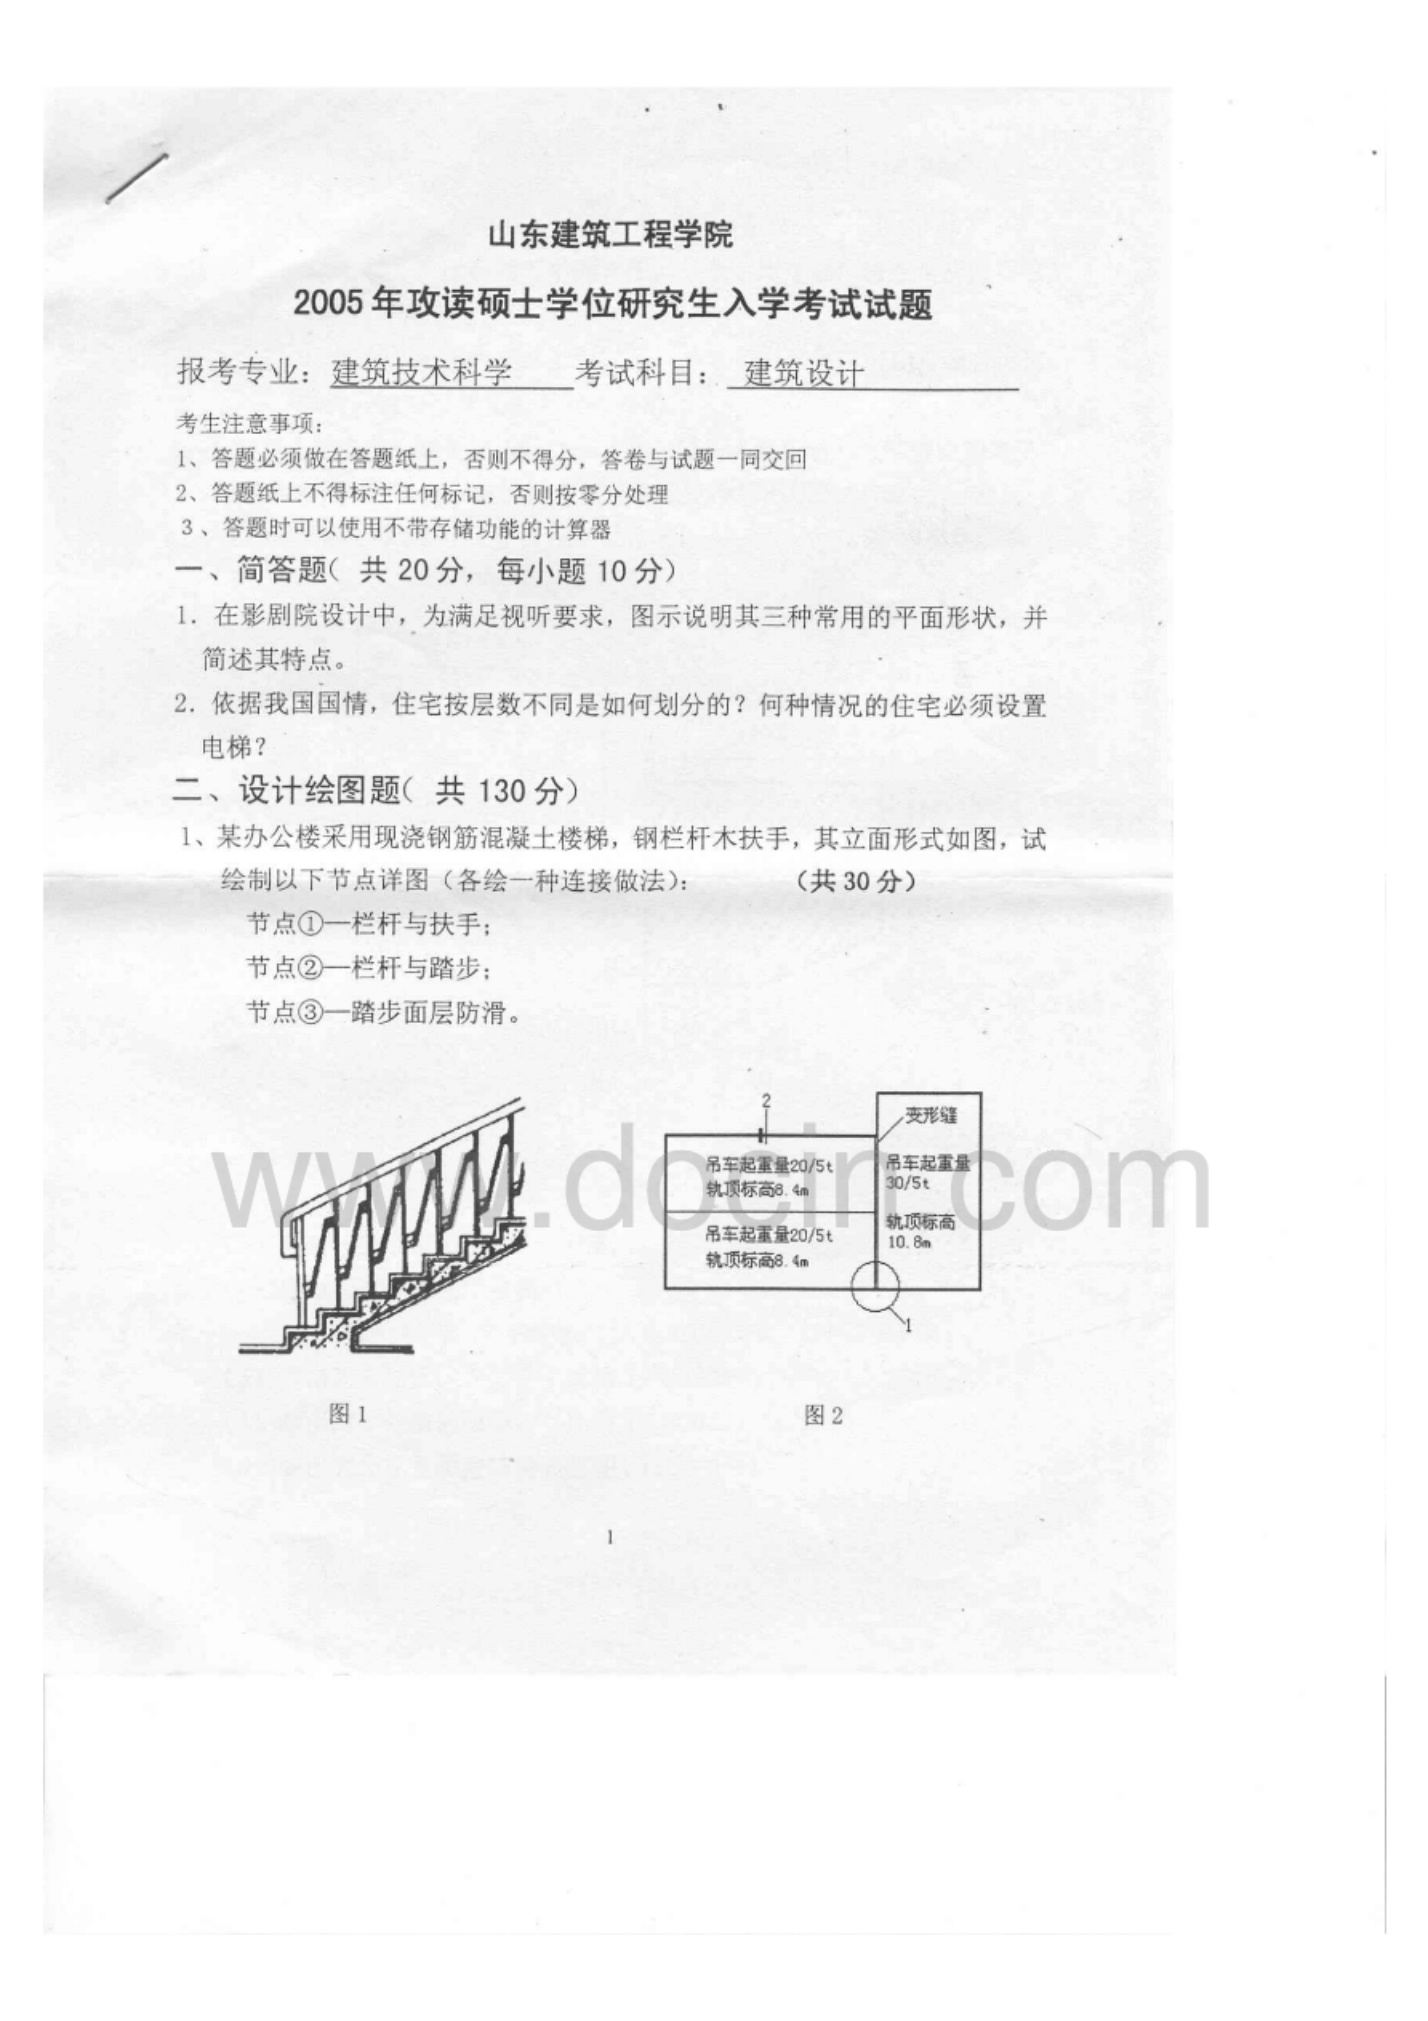 山东建筑工程学院
2005年攻读硕士学位研究生入学考试试题
报考专业：建筑技术科学 考试科目：建筑设计
考生注意事项：
1、答题必须做在答题纸上，否则不得分，答卷与试题一同交回
2、答题纸上不得标注任何标记，否则按零分处理
3、答题时可以使用不带存储功能的计算器
一、简答题（ 共 20 分，每小题 10 分）
1．在影剧院设计中，为满足视听要求，图示说明其三种常用的平面形状，并
简述其特点。
2．依据我国国情，住宅按层数不同是如何划分的？何种情况的住宅必须设置
电梯？
二、设计绘图题（ 共 130 分）
1、某办公楼采用现浇钢筋混凝土楼梯，钢栏杆木扶手，其立面形式如图，试
绘制以下节点详图（各绘一种连接做法）： （共 30 分）
节点①—栏杆与扶手；
节点②—栏杆与踏步；
节点③—踏步面层防滑。
2
变形缝
吊车起重量20/5t
轨顶标高8.4m
吊车起重量
30/5t
吊车起重量20/5t
轨顶标高8.4m
轨顶标高
10.8m
1
www.docin.com
图 1
图 2
1